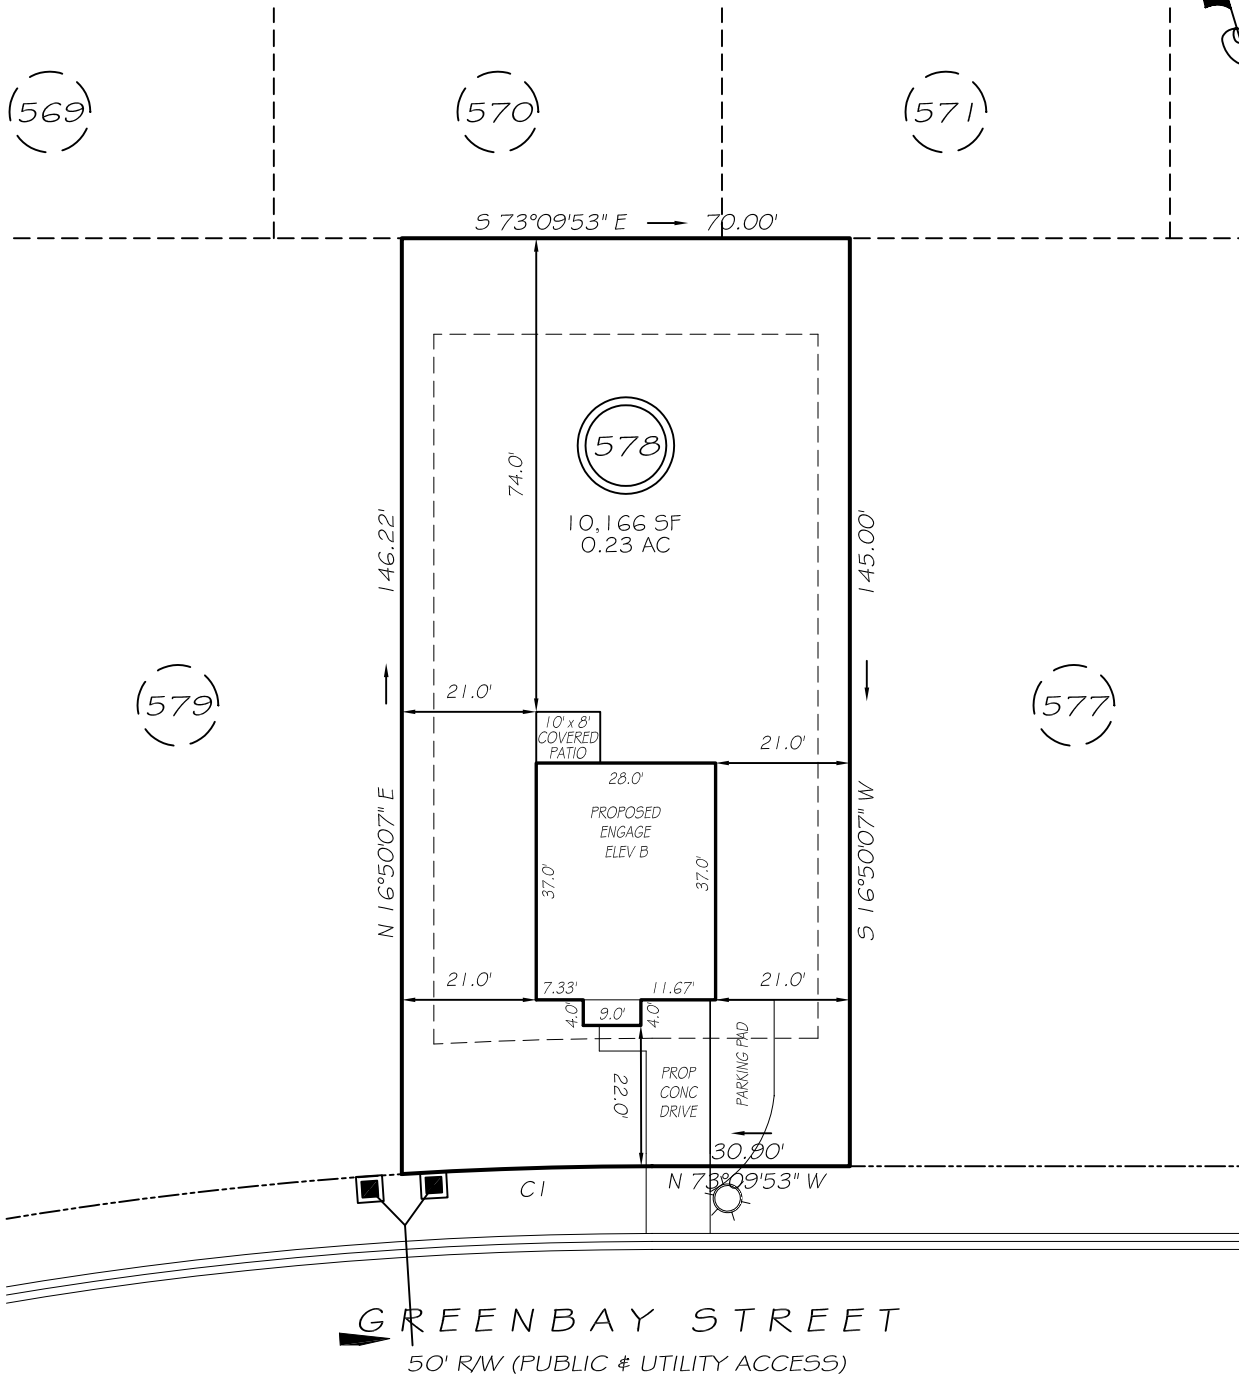 569
570
571
S 73°09'53" E
70.00'
578
10,166 SF
0.23 AC
74.0'
146.22'
145.00'
579
577
21.0'
10' x 8'
COVERED
PATIO
21.0'
28.0'
PROPOSED
ENGAGE
ELEV B
N 16°50'07" E
37.0'
37.0'
S 16°50'07" W
21.0'
7.33'
11.67'
21.0'
4.0'
9.0'
4.0'
22.0'
PROP
CONC
DRIVE
PARKING PAD
30.90'
N 73°09'53" W
C1
GREENBAY STREET
50' R/W (PUBLIC & UTILITY ACCESS)